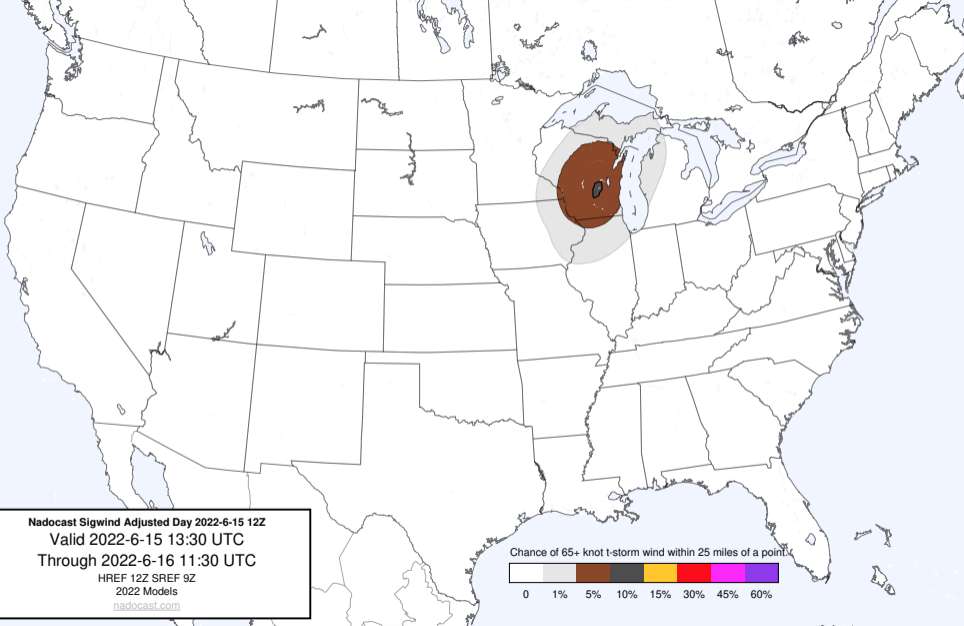 Nadocast Sigwind Adjusted Day 2022-6-15 12Z
Valid 2022-6-15 13:30 UTC
Through 2022-6-16 11:30 UTC
HREF 12Z SREF 9Z
2022 Models
nadocast.com
Chance of 65+ knot t-storm wind within 25 miles of a point.
0 1% 5% 10% 15% 30% 45% 60%